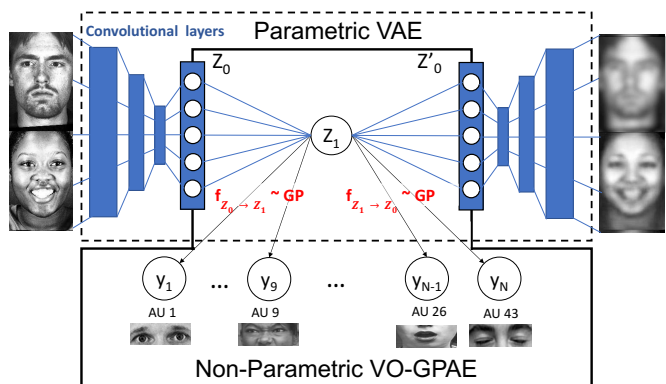 Parametric VAE
Convolutional layers
Z0
Z'0
Z1
fZ0 → Z1 ~ GP
fZ1 → Z0 ~ GP
y1 ... y9 ... yN-1 yN
AU 1 AU 9 AU 26 AU 43
Non-Parametric VO-GPAE